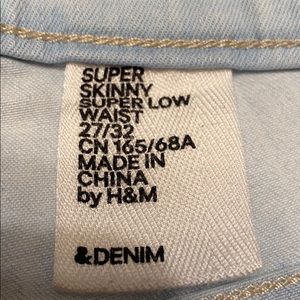 SUPER
SKINNY
SUPER LOW
WAIST
27/32
CN 165/68A
MADE IN
CHINA
by H&M
&DENIM